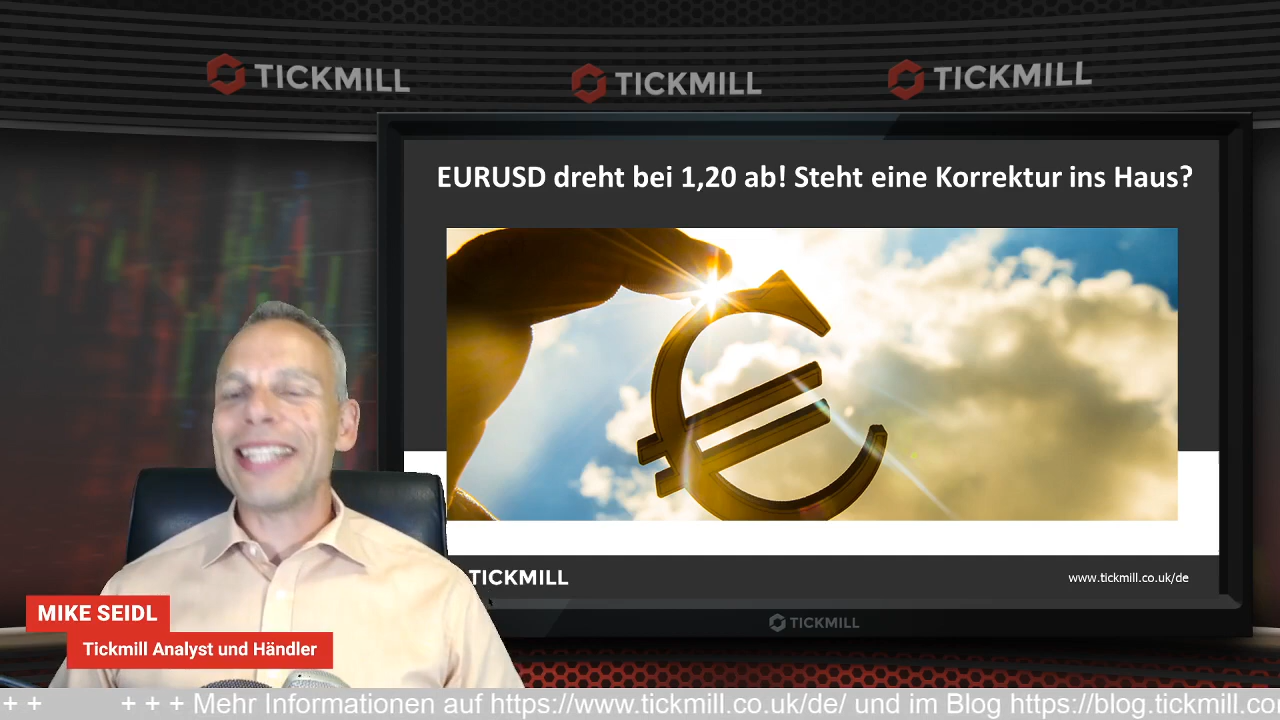 TICKMILL
TICKMILL
TICKMILL
EURUSD dreht bei 1,20 ab! Steht eine Korrektur ins Haus?
TICKMILL
www.tickmill.co.uk/de
TICKMILL
MIKE SEIDL
Tickmill Analyst und Händler
+ + + + + Mehr Informationen auf https://www.tickmill.co.uk/de/ und im Blog https://blog.tickmill.co